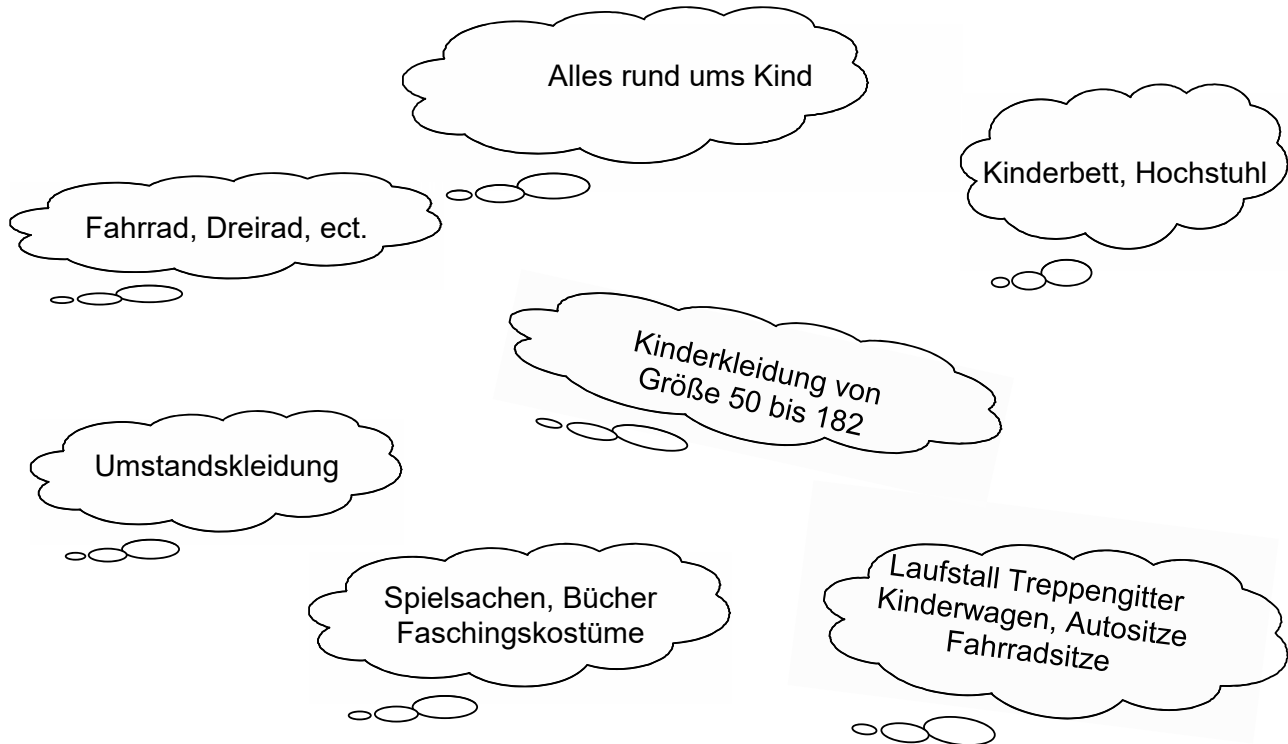 Alles rund ums Kind
Kinderbett, Hochstuhl
Fahrrad, Dreirad, ect.
Kinderkleidung von
Größe 50 bis 182
Umstandskleidung
Spielsachen, Bücher
Faschingskostüme
Laufstall Treppengitter
Kinderwagen, Autositze
Fahrradsitze